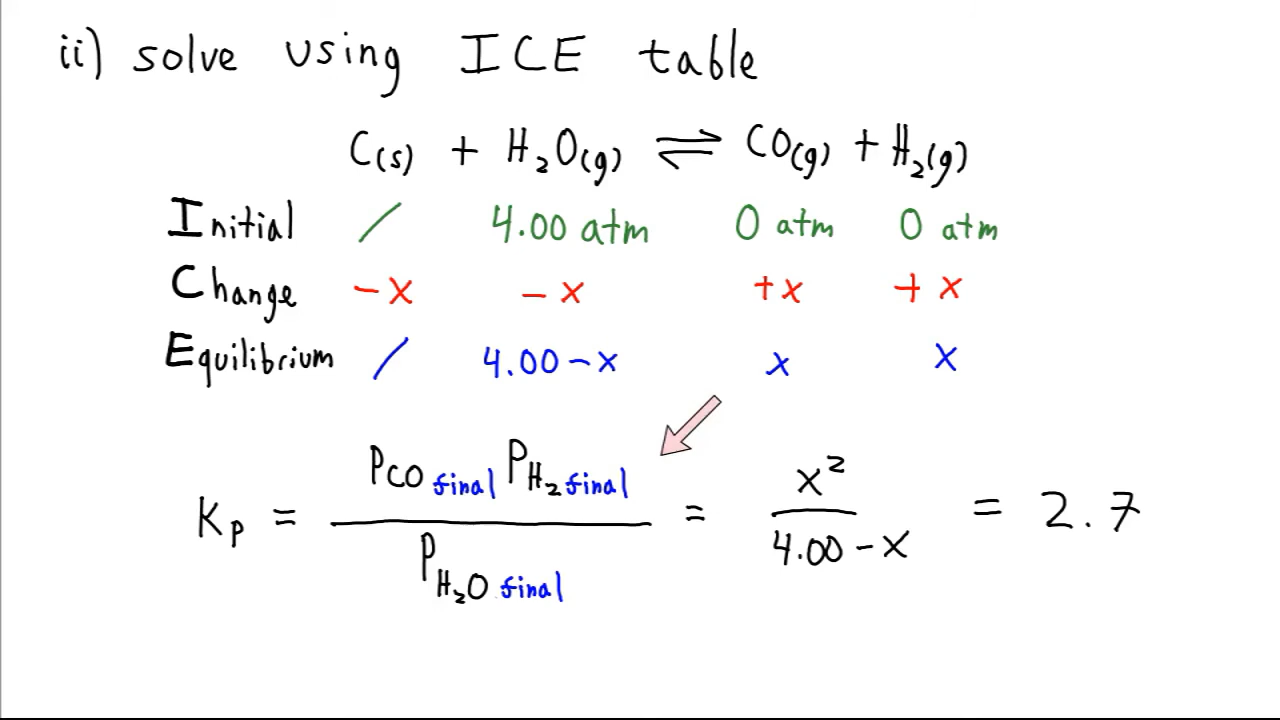 ii) solve using ICE table
C(s) + H₂O(g) ⇌ CO(g) + H₂(g)
Initial / 4.00 atm 0 atm 0 atm
Change -x -x +x +x
Equilibrium / 4.00-x x x
Kp = PCO final PH₂ final / PH₂O final = x² / 4.00-x = 2.7